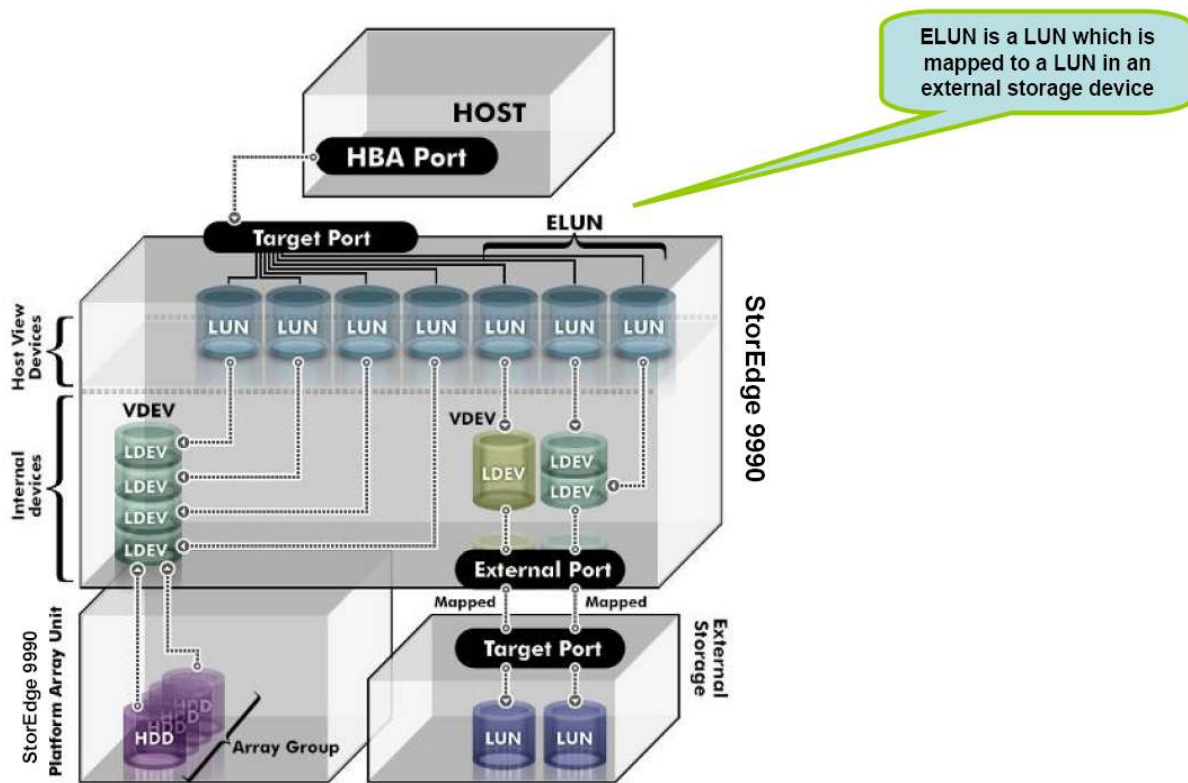 ELUN is a LUN which is
mapped to a LUN in an
external storage device
HOST
HBA Port
Target Port
ELUN
LUN
LUN
LUN
LUN
LUN
LUN
LUN
Host View
Devices
StorEdge 9990
Internal
devices
VDEV
LDEV
LDEV
LDEV
LDEV
VDEV
LDEV
LDEV
LDEV
External Port
Mapped
Mapped
StorEdge 9990
Platform Array Unit
HDD
HDD
HDD
HDD
Array Group
Target Port
LUN
LUN
External
Storage